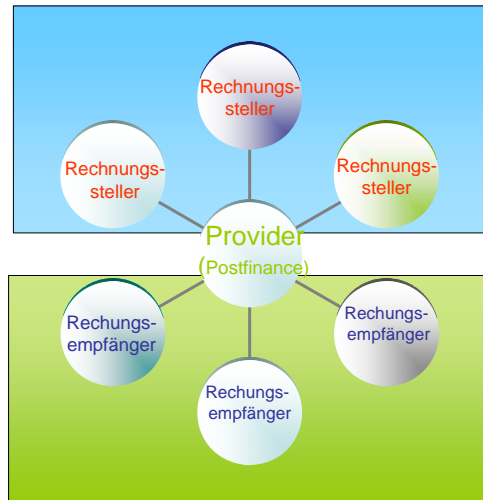 Rechnungs-
steller
Rechnungs-
steller
Rechnungs-
steller
Provider
(Postfinance)
Rechungs-
empfänger
Rechungs-
empfänger
Rechungs-
empfänger